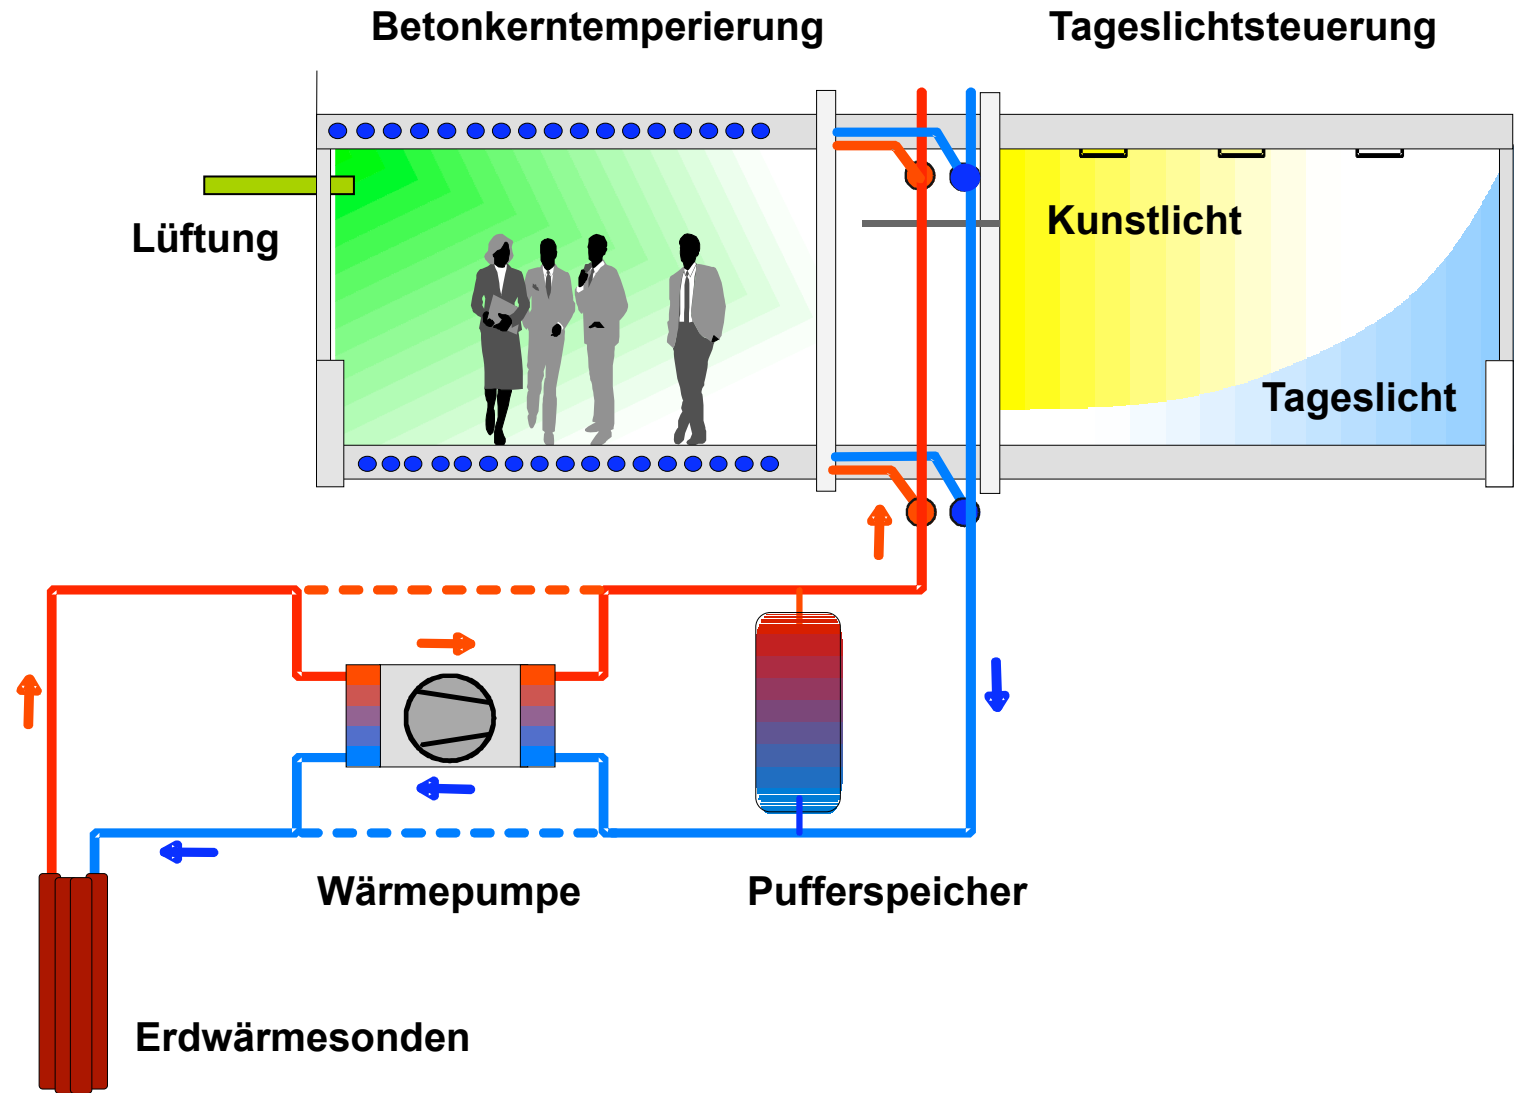 Betonkerntemperierung
Tageslichtsteuerung
Lüftung
Kunstlicht
Tageslicht
Wärmepumpe
Pufferspeicher
Erdwärmesonden